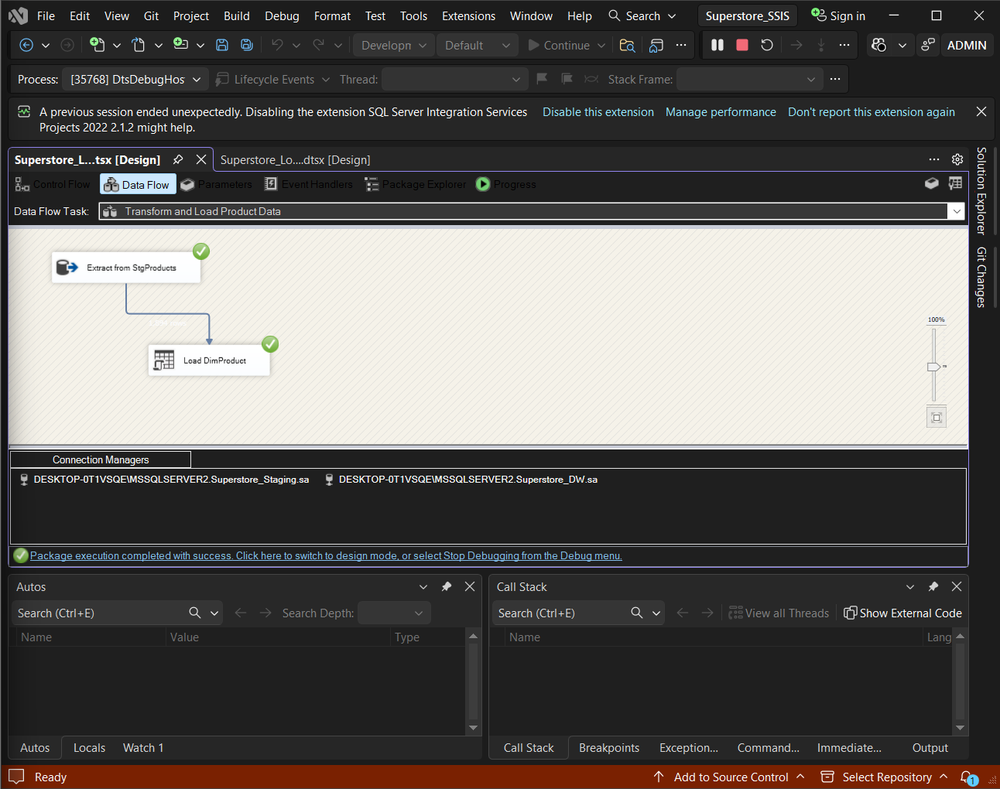 File Edit View Git Project Build Debug Format Test Tools Extensions Window Help Search Superstore_SSIS Sign in
Developn Default Continue ADMIN
Process: [35768] DtsDebugHos Lifecycle Events Thread: Stack Frame:
A previous session ended unexpectedly. Disabling the extension SQL Server Integration Services Disable this extension Manage performance Don't report this extension again
Projects 2022 2.1.2 might help.
Superstore_L...tsx [Design] Superstore_Lo....dtsx [Design]
Control Flow Data Flow Parameters Event Handlers Package Explorer Progress
Data Flow Task: Transform and Load Product Data
Solution Explorer
Git Changes
Extract from StgProducts
Load DimProduct
100%
Connection Managers
DESKTOP-0T1VSQE\MSSQLSERVER2.Superstore_Staging.sa DESKTOP-0T1VSQE\MSSQLSERVER2.Superstore_DW.sa
Package execution completed with success. Click here to switch to design mode, or select Stop Debugging from the Debug menu.
Autos
Search (Ctrl+E) Search Depth:
Name Value Type
Autos Locals Watch 1
Call Stack
Search (Ctrl+E) View all Threads Show External Code
Name Lang
Call Stack Breakpoints Exception... Command... Immediate... Output
Ready Add to Source Control Select Repository 1